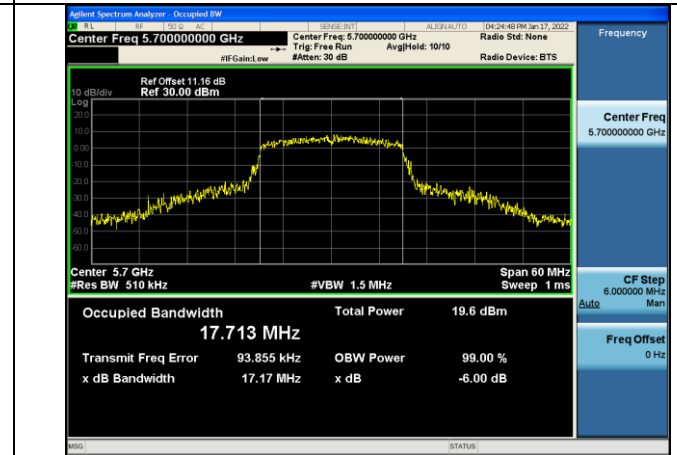 Agilent Spectrum Analyzer - Occupied BW
RL RF 50 Ω AC SENSE:INT ALIGNAUTO 04:24:48 PM Jan 17, 2022
Center Freq 5.700000000 GHz
Center Freq: 5.700000000 GHz
Radio Std: None
Trig: Free Run Avg|Hold: 10/10
#IFGain:Low #Atten: 30 dB Radio Device: BTS
Frequency
Ref Offset 11.16 dB
10 dB/div Ref 30.00 dBm
Log
20.0
10.0
0.00
-10.0
-20.0
-30.0
-40.0
-50.0
-60.0
Center 5.7 GHz Span 60 MHz
#Res BW 510 kHz #VBW 1.5 MHz Sweep 1 ms
Occupied Bandwidth Total Power 19.6 dBm
17.713 MHz
Transmit Freq Error 93.855 kHz OBW Power 99.00 %
x dB Bandwidth 17.17 MHz x dB -6.00 dB
Center Freq
5.700000000 GHz
CF Step
6.000000 MHz
Auto Man
Freq Offset
0 Hz
MSG STATUS